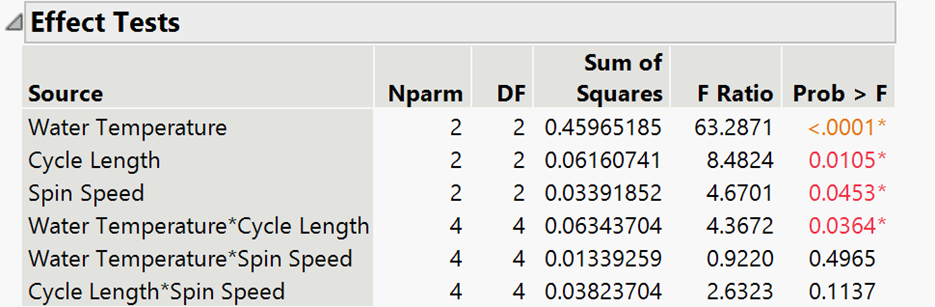 Effect Tests
Sum of
Source Nparm DF Squares F Ratio Prob > F
Water Temperature 2 2 0.45965185 63.2871 <.0001*
Cycle Length 2 2 0.06160741 8.4824 0.0105*
Spin Speed 2 2 0.03391852 4.6701 0.0453*
Water Temperature*Cycle Length 4 4 0.06343704 4.3672 0.0364*
Water Temperature*Spin Speed 4 4 0.01339259 0.9220 0.4965
Cycle Length*Spin Speed 4 4 0.03823704 2.6323 0.1137